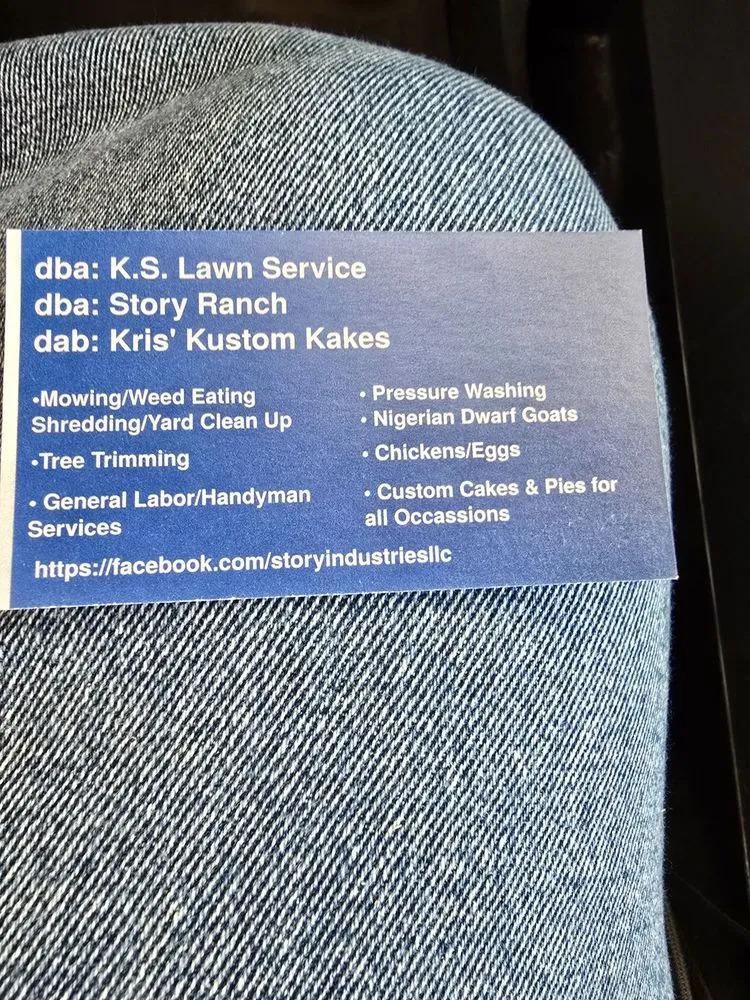 dba: K.S. Lawn Service
dba: Story Ranch
dab: Kris' Kustom Kakes
•Mowing/Weed Eating
Shredding/Yard Clean Up
•Tree Trimming
• General Labor/Handyman
Services
• Pressure Washing
• Nigerian Dwarf Goats
• Chickens/Eggs
• Custom Cakes & Pies for
all Occassions
https://facebook.com/storyindustriesllc